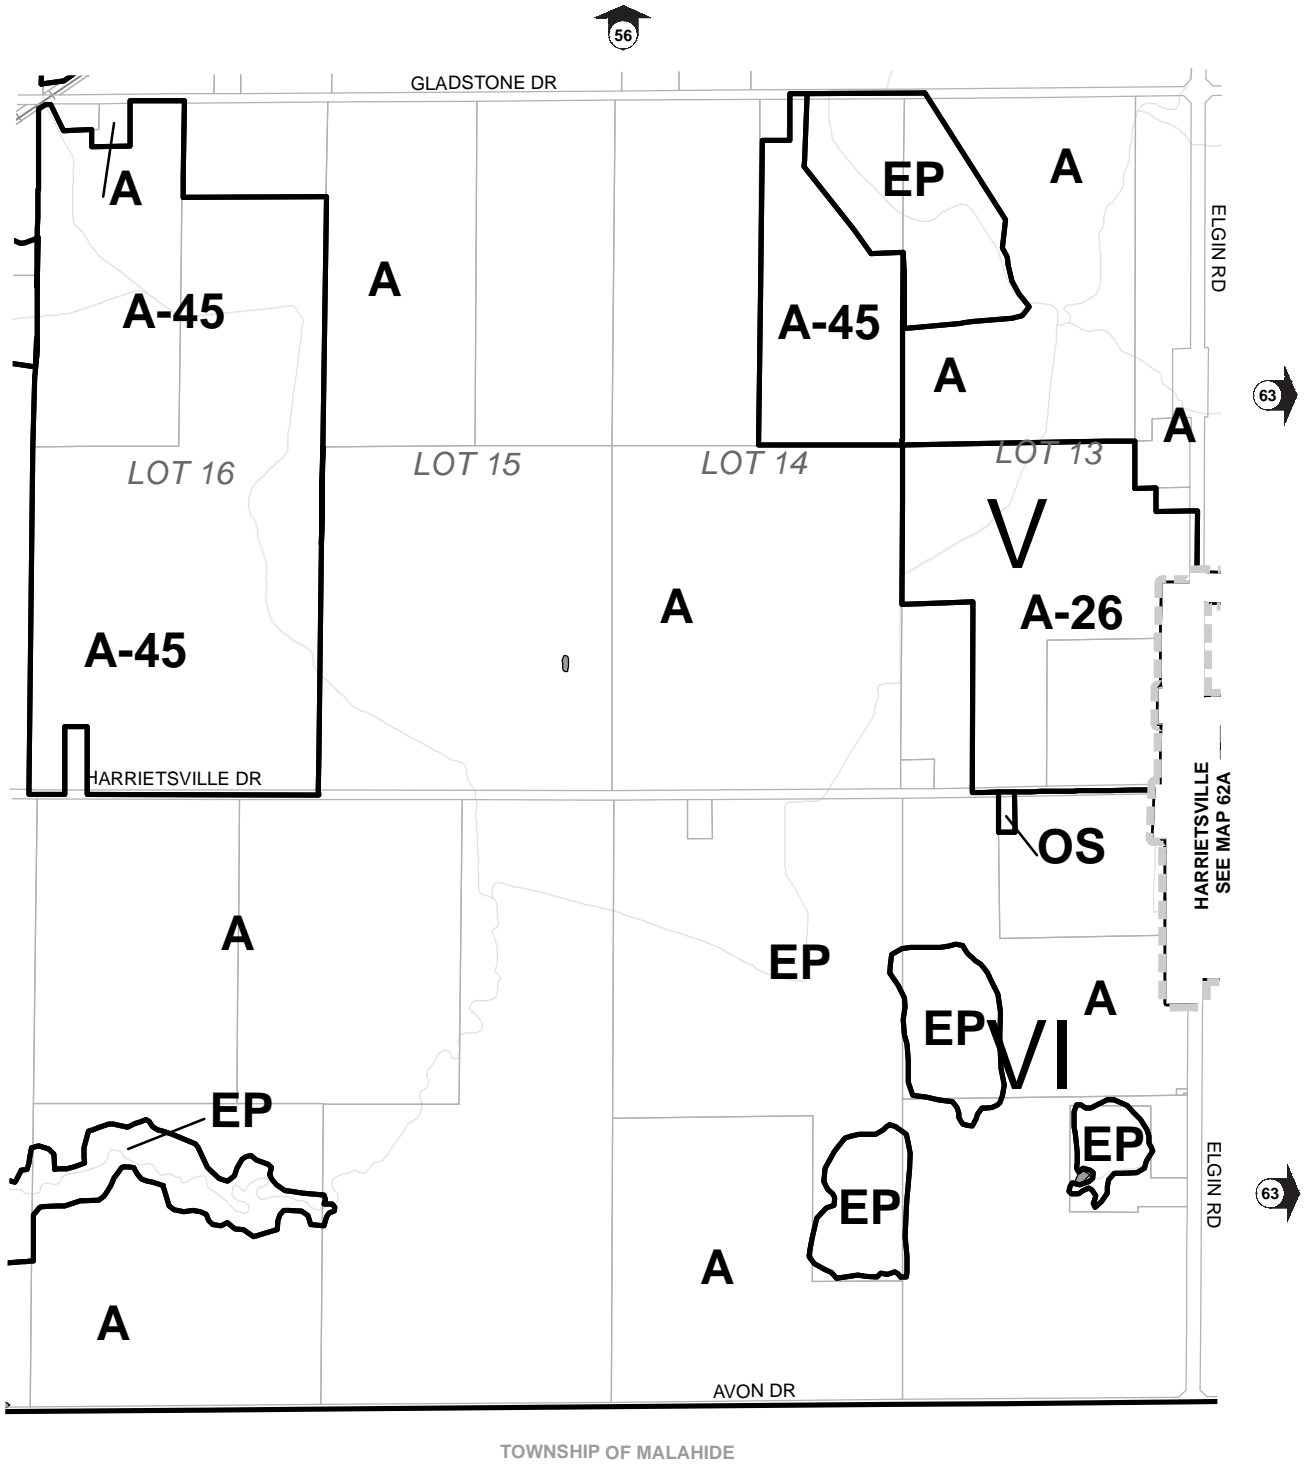 56
GLADSTONE DR
EP
A
A
ELGIN RD
A
A-45
A-45
A
63
A
LOT 16
LOT 15
LOT 14
LOT 13
V
A
A-26
A-45
HARRIETSVILLE DR
HARRIETSVILLE
SEE MAP 62A
OS
A
EP
A
EP
VI
EP
EP
ELGIN RD
63
EP
A
A
AVON DR
TOWNSHIP OF MALAHIDE